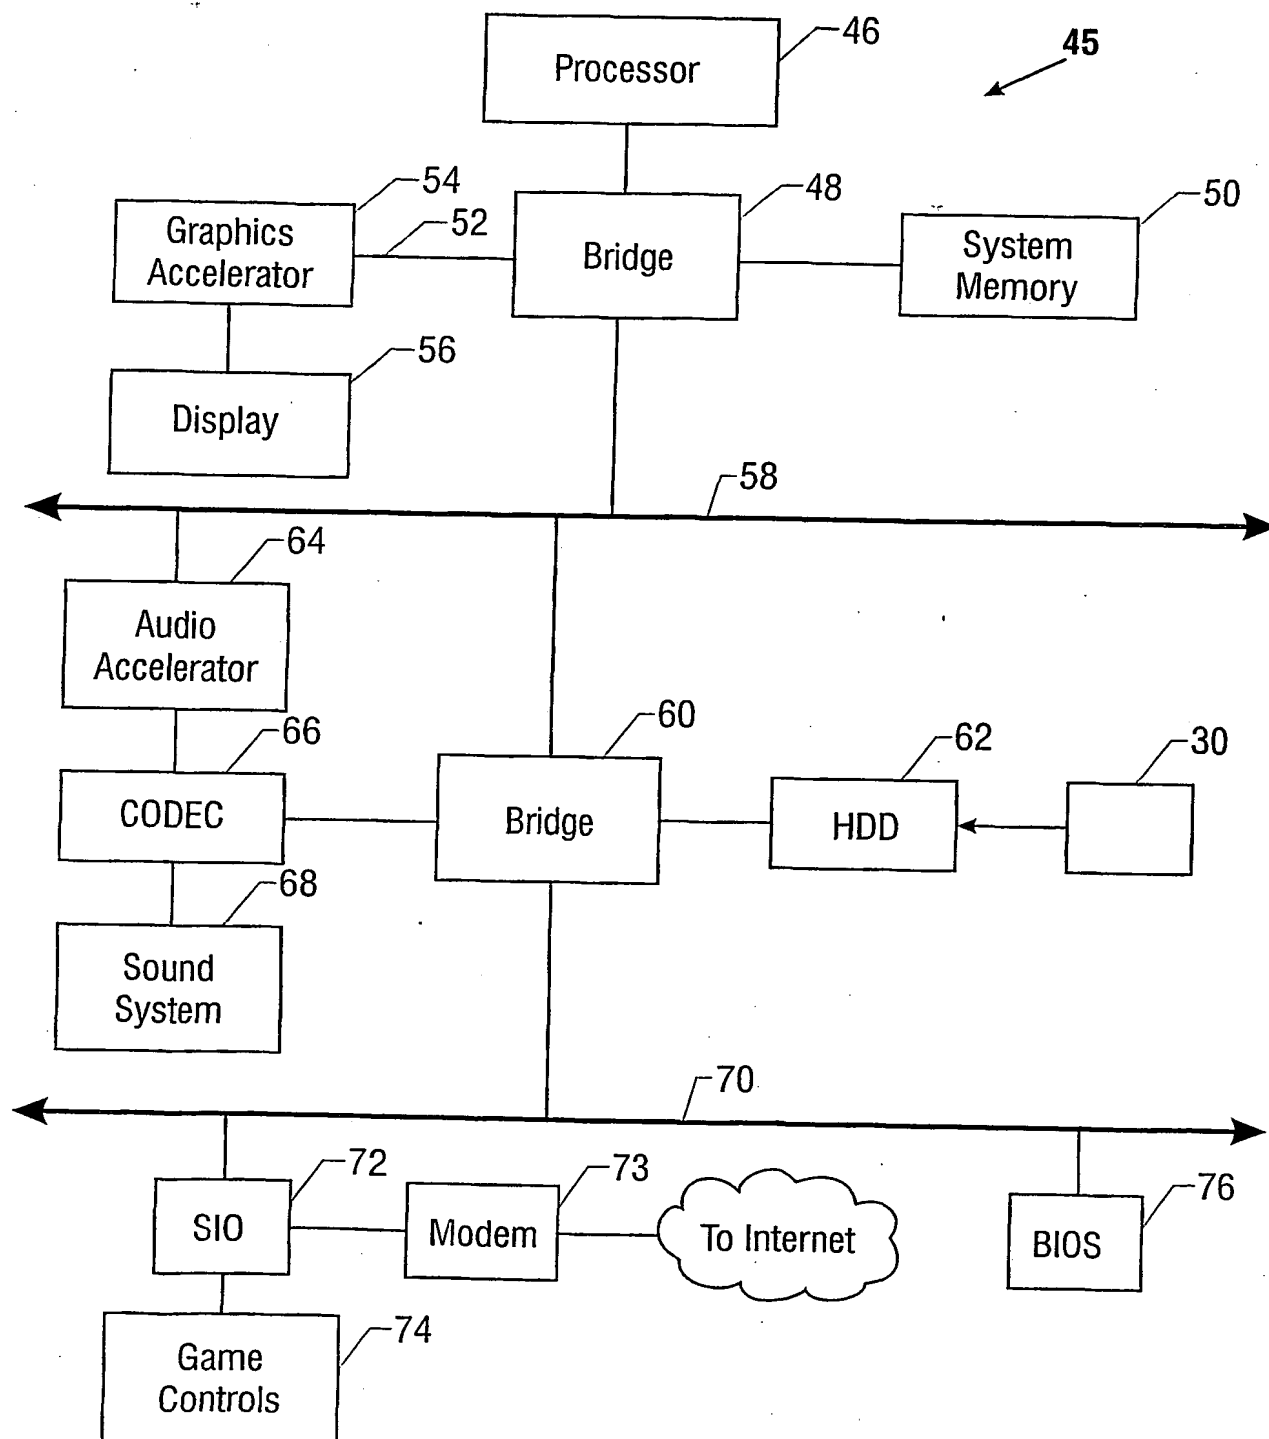 46
Processor
45
54
48
50
Graphics
Accelerator
52
Bridge
System
Memory
56
Display
58
64
Audio
Accelerator
66
60
62
30
CODEC
Bridge
HDD
68
Sound
System
70
72
73
76
SIO
Modem
To Internet
BIOS
74
Game
Controls